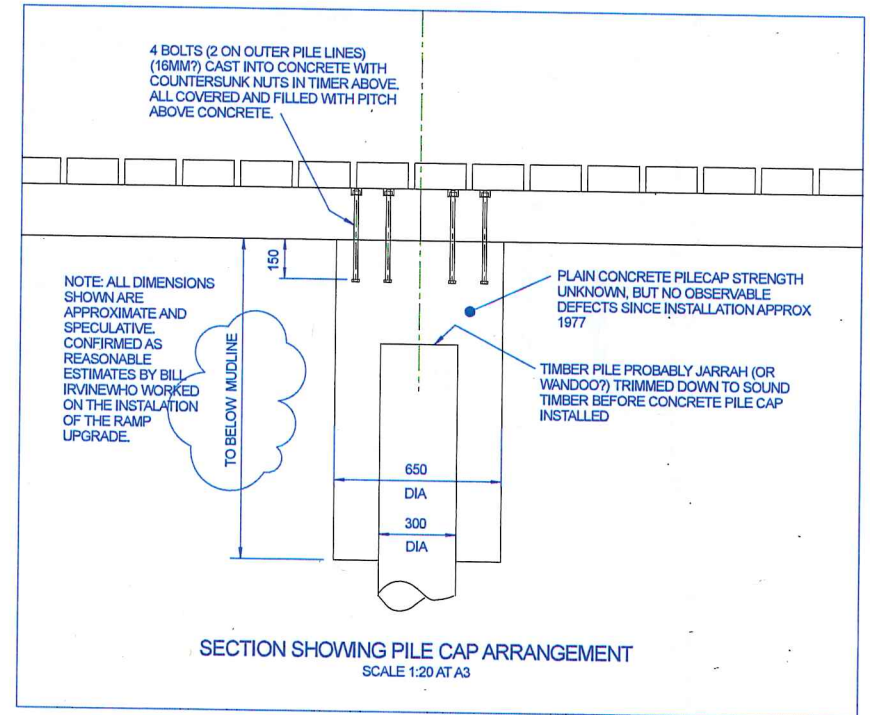 4 BOLTS (2 ON OUTER PILE LINES)
(16MM?) CAST INTO CONCRETE WITH
COUNTERSUNK NUTS IN TIMER ABOVE.
ALL COVERED AND FILLED WITH PITCH
ABOVE CONCRETE.
150
NOTE: ALL DIMENSIONS
SHOWN ARE
APPROXIMATE AND
SPECULATIVE.
CONFIRMED AS
REASONABLE
ESTIMATES BY BILL
IRVINEWHO WORKED
ON THE INSTALATION
OF THE RAMP
UPGRADE.
TO BELOW MUDLINE
PLAIN CONCRETE PILECAP STRENGTH
UNKNOWN, BUT NO OBSERVABLE
DEFECTS SINCE INSTALLATION APPROX
1977
TIMBER PILE PROBABLY JARRAH (OR
WANDOO?) TRIMMED DOWN TO SOUND
TIMBER BEFORE CONCRETE PILE CAP
INSTALLED
650
DIA
300
DIA
SECTION SHOWING PILE CAP ARRANGEMENT
SCALE 1:20 AT A3